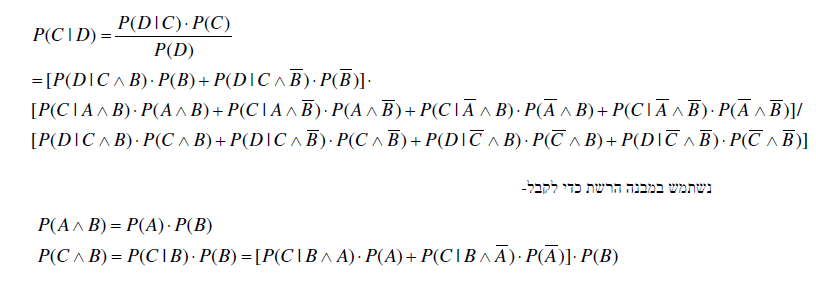 P(C | D) = P(D | C) · P(C) / P(D)
= [P(D | C ∧ B) · P(B) + P(D | C ∧ B̅) · P(B̅)] ·
[P(C | A ∧ B) · P(A ∧ B) + P(C | A ∧ B̅) · P(A ∧ B̅) + P(C | A̅ ∧ B) · P(A̅ ∧ B) + P(C | A̅ ∧ B̅) · P(A̅ ∧ B̅)] /
[P(D | C ∧ B) · P(C ∧ B) + P(D | C ∧ B̅) · P(C ∧ B̅) + P(D | C̅ ∧ B) · P(C̅ ∧ B) + P(D | C̅ ∧ B̅) · P(C̅ ∧ B̅)]
נשתמש במבנה הרשת כדי לקבל-
P(A ∧ B) = P(A) · P(B)
P(C ∧ B) = P(C | B) · P(B) = [P(C | B ∧ A) · P(A) + P(C | B ∧ A̅) · P(A̅)] · P(B)